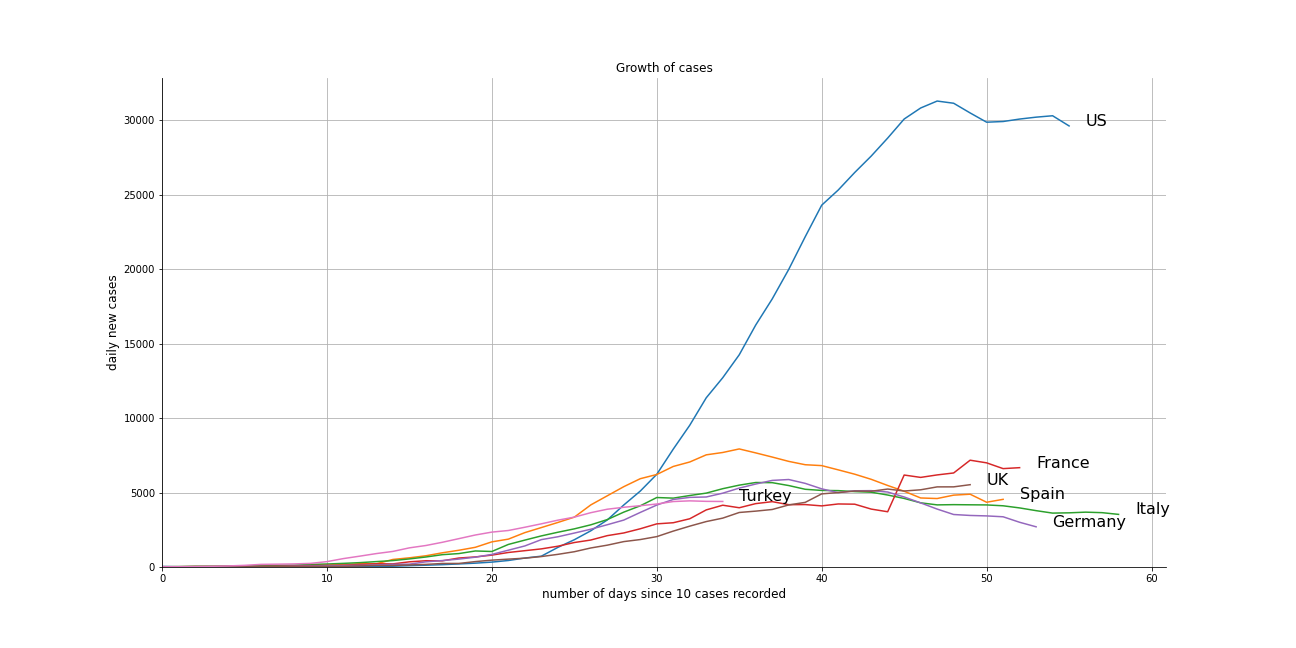 Growth of cases
daily new cases
30000
25000
20000
15000
10000
5000
0
US
France
UK
Turkey
Spain
Italy
Germany
0 10 20 30 40 50 60
number of days since 10 cases recorded